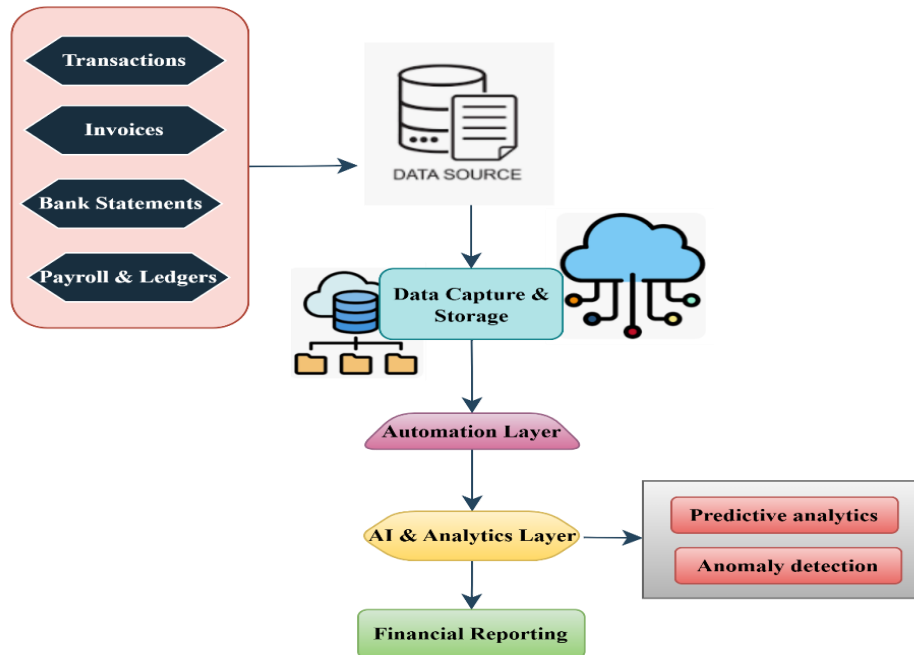 Transactions
Invoices
Bank Statements
Payroll & Ledgers
DATA SOURCE
Data Capture &
Storage
Automation Layer
AI & Analytics Layer
Predictive analytics
Anomaly detection
Financial Reporting